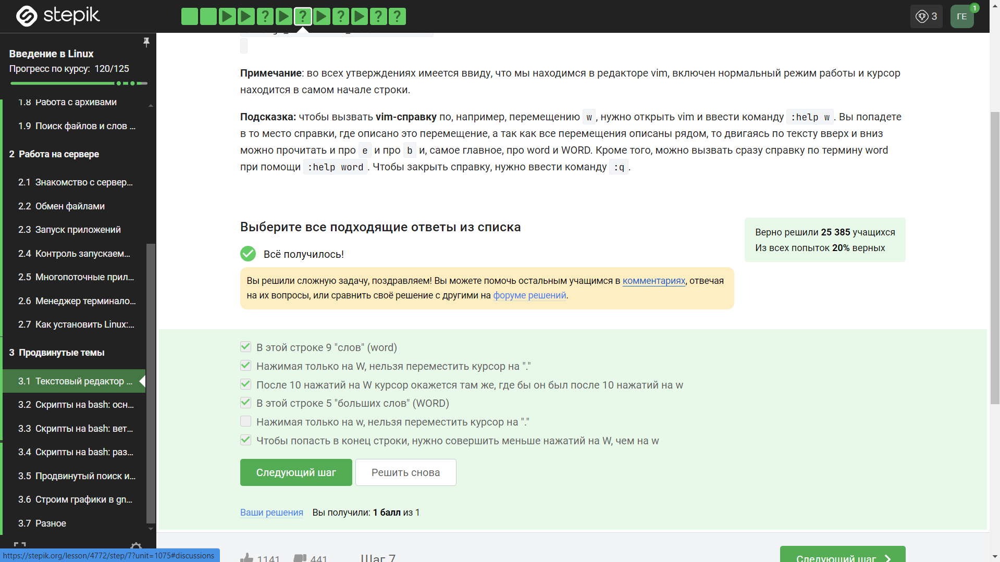 stepik
3
ГЕ
1
Введение в Linux
Прогресс по курсу: 120/125
1.8 Работа с архивами
1.9 Поиск файлов и слов ...
2 Работа на сервере
2.1 Знакомство с сервер...
2.2 Обмен файлами
2.3 Запуск приложений
2.4 Контроль запускаем...
2.5 Многопоточные прил...
2.6 Менеджер терминало...
2.7 Как установить Linux:...
3 Продвинутые темы
3.1 Текстовый редактор ...
3.2 Скрипты на bash: осн...
3.3 Скрипты на bash: вет...
3.4 Скрипты на bash: раз...
3.5 Продвинутый поиск и...
3.6 Строим графики в gn...
3.7 Разное
Примечание: во всех утверждениях имеется ввиду, что мы находимся в редакторе vim, включен нормальный режим работы и курсор
находится в самом начале строки.
Подсказка: чтобы вызвать vim-справку по, например, перемещению w, нужно открыть vim и ввести команду :help w. Вы попадете
в то место справки, где описано это перемещение, а так как все перемещения описаны рядом, то двигаясь по тексту вверх и вниз
можно прочитать и про e и про b и, самое главное, про word и WORD. Кроме того, можно вызвать сразу справку по термину word
при помощи :help word. Чтобы закрыть справку, нужно ввести команду :q.
Выберите все подходящие ответы из списка
Верно решили 25 385 учащихся
Из всех попыток 20% верных
Всё получилось!
Вы решили сложную задачу, поздравляем! Вы можете помочь остальным учащимся в комментариях, отвечая
на их вопросы, или сравнить своё решение с другими на форуме решений.
В этой строке 9 "слов" (word)
Нажимая только на W, нельзя переместить курсор на "."
После 10 нажатий на W курсор окажется там же, где бы он был после 10 нажатий на w
В этой строке 5 "больших слов" (WORD)
Нажимая только на w, нельзя переместить курсор на "."
Чтобы попасть в конец строки, нужно совершить меньше нажатий на W, чем на w
Следующий шаг
Решить снова
Ваши решения Вы получили: 1 балл из 1
1141
441
Шаг 7
Следующий шаг
https://stepik.org/lesson/4772/step/7?unit=1075#discussions